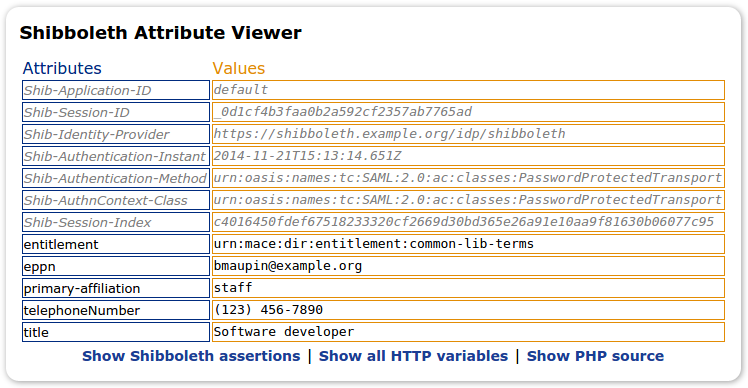 Shibboleth Attribute Viewer
Attributes Values
Shib-Application-ID default
Shib-Session-ID _0d1cf4b3faa0b2a592cf2357ab7765ad
Shib-Identity-Provider https://shibboleth.example.org/idp/shibboleth
Shib-Authentication-Instant 2014-11-21T15:13:14.651Z
Shib-Authentication-Method urn:oasis:names:tc:SAML:2.0:ac:classes:PasswordProtectedTransport
Shib-AuthnContext-Class urn:oasis:names:tc:SAML:2.0:ac:classes:PasswordProtectedTransport
Shib-Session-Index c4016450fdef67518233320cf2669d30bd365e26a91e10aa9f81630b06077c95
entitlement urn:mace:dir:entitlement:common-lib-terms
eppn bmaupin@example.org
primary-affiliation staff
telephoneNumber (123) 456-7890
title Software developer
Show Shibboleth assertions | Show all HTTP variables | Show PHP source